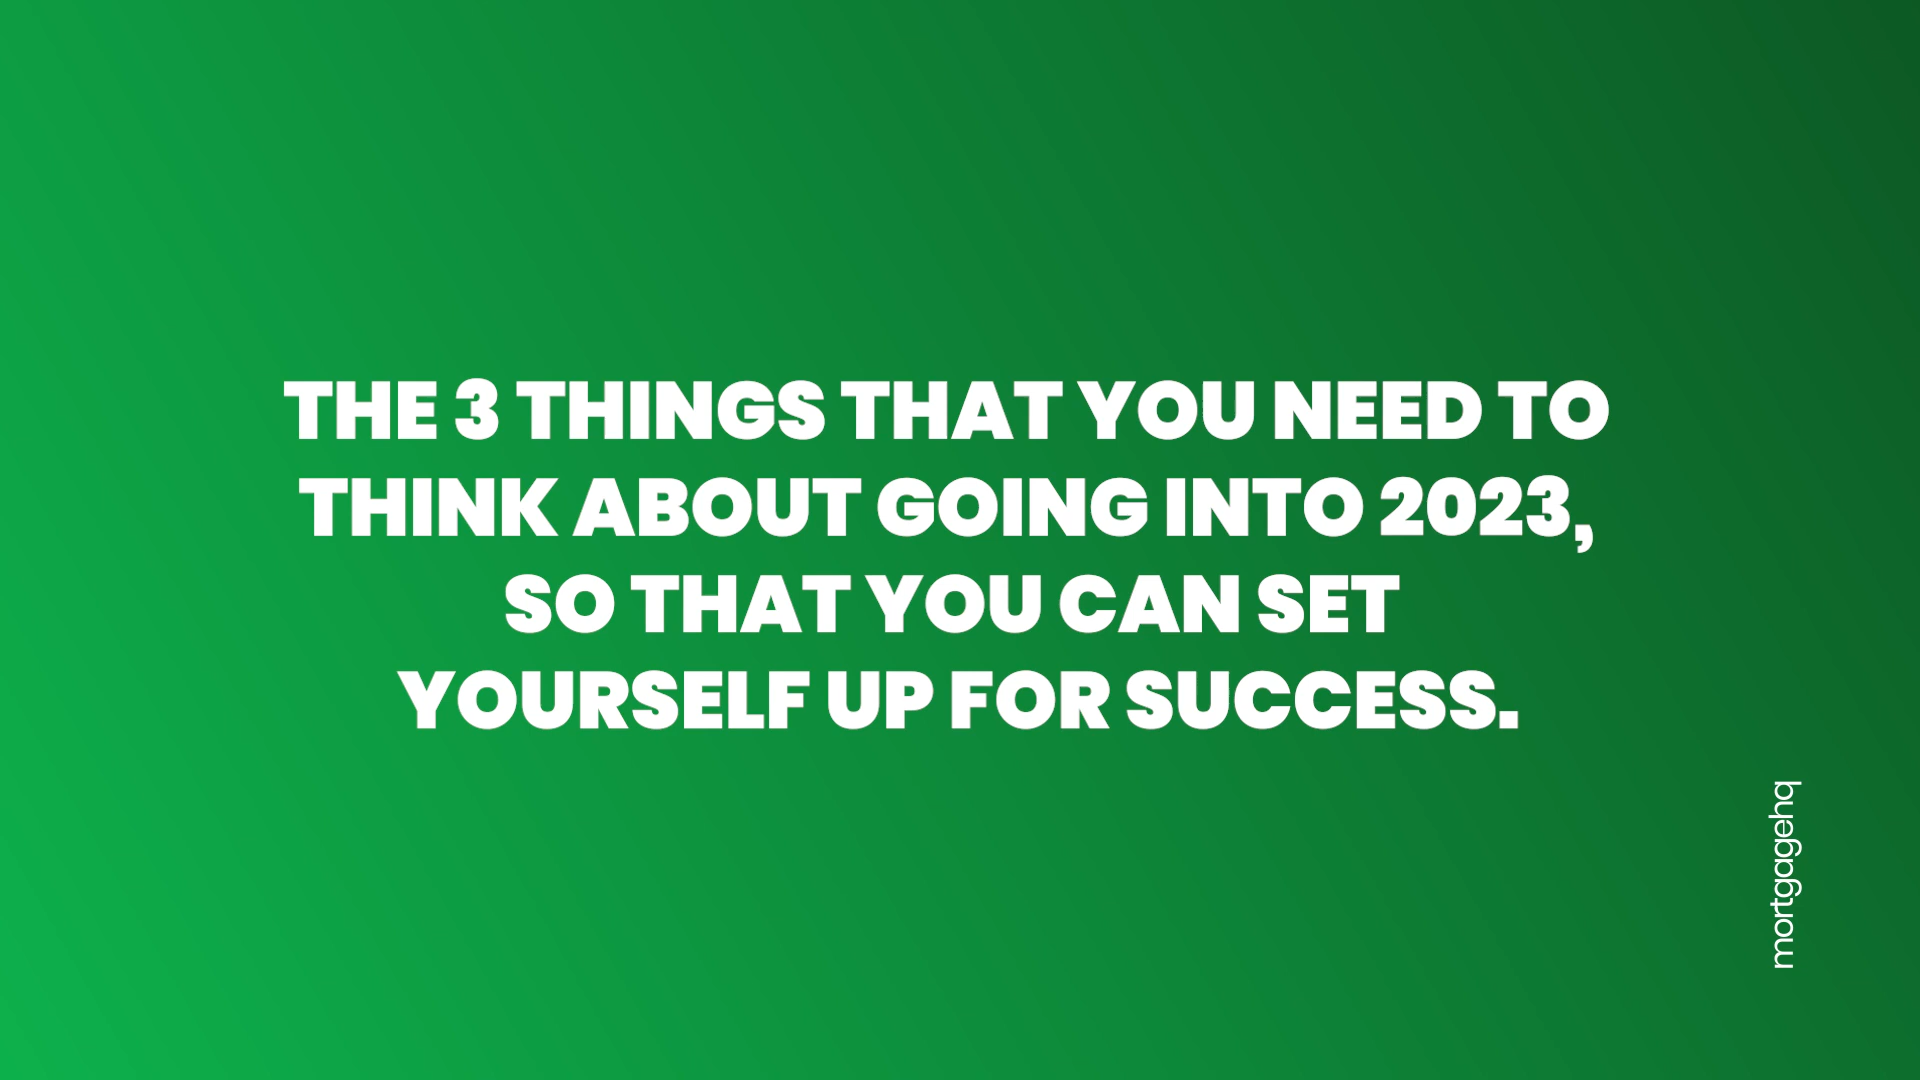 THE 3 THINGS THAT YOU NEED TO
THINK ABOUT GOING INTO 2023,
SO THAT YOU CAN SET
YOURSELF UP FOR SUCCESS.
mortgagehq